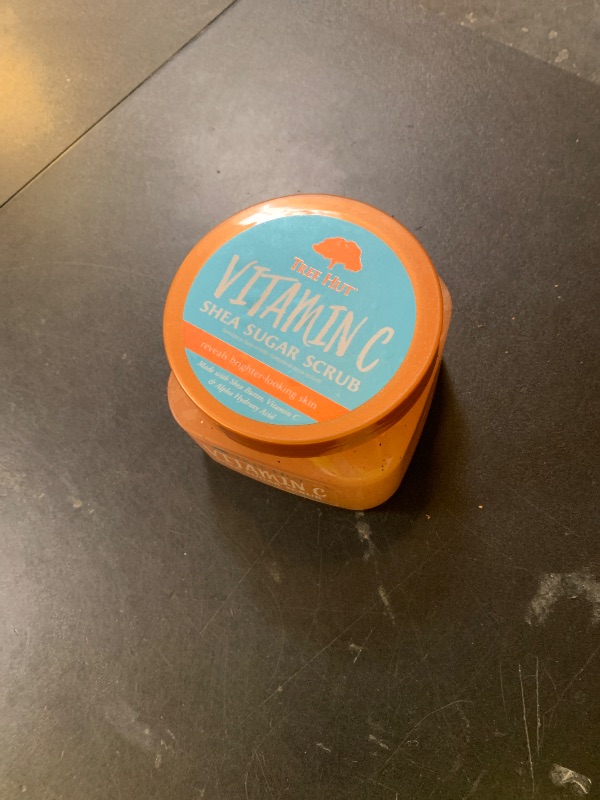 TREE HUT
VITAMIN C
SHEA SUGAR SCRUB
reveals brighter-looking skin
Made with Shea Butter, Vitamin C
& Alpha Hydroxy Acid
VITAMIN C